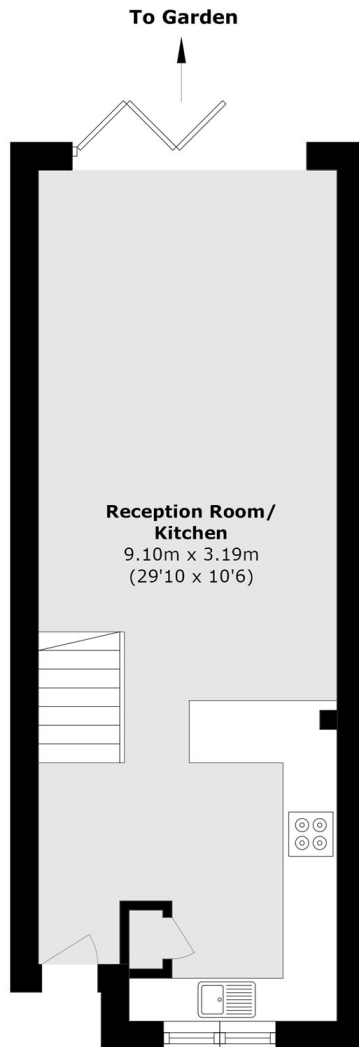 To Garden
Reception Room/
Kitchen
9.10m x 3.19m
(29'10 x 10'6)